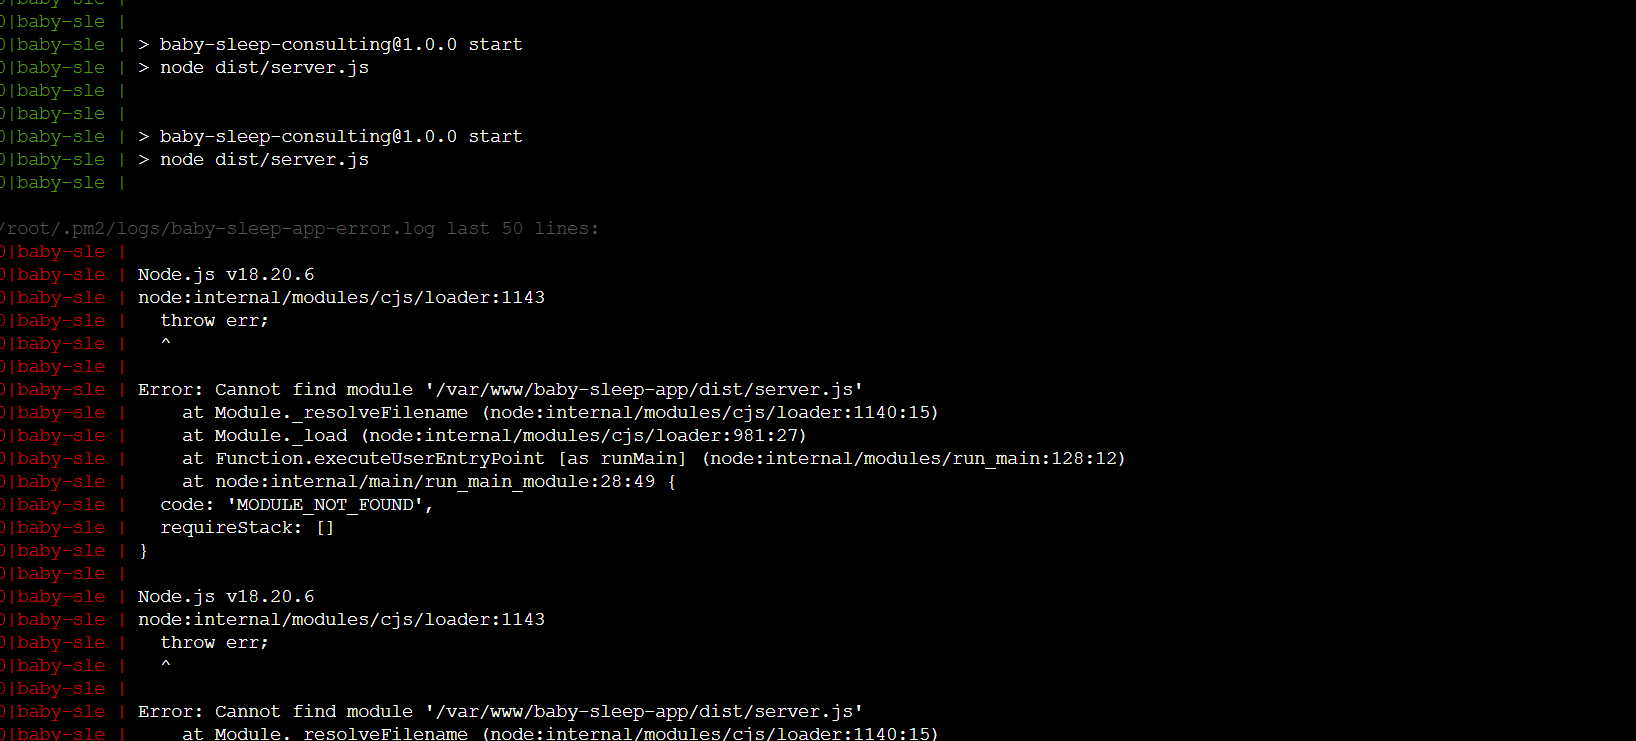 0|baby-sle |
0|baby-sle |
0|baby-sle | > baby-sleep-consulting@1.0.0 start
0|baby-sle | > node dist/server.js
0|baby-sle |
0|baby-sle |
0|baby-sle | > baby-sleep-consulting@1.0.0 start
0|baby-sle | > node dist/server.js
0|baby-sle |
/root/.pm2/logs/baby-sleep-app-error.log last 50 lines:
0|baby-sle |
0|baby-sle | Node.js v18.20.6
0|baby-sle | node:internal/modules/cjs/loader:1143
0|baby-sle |   throw err;
0|baby-sle |   ^
0|baby-sle |
0|baby-sle | Error: Cannot find module '/var/www/baby-sleep-app/dist/server.js'
0|baby-sle |     at Module._resolveFilename (node:internal/modules/cjs/loader:1140:15)
0|baby-sle |     at Module._load (node:internal/modules/cjs/loader:981:27)
0|baby-sle |     at Function.executeUserEntryPoint [as runMain] (node:internal/modules/run_main:128:12)
0|baby-sle |     at node:internal/main/run_main_module:28:49 {
0|baby-sle |   code: 'MODULE_NOT_FOUND',
0|baby-sle |   requireStack: []
0|baby-sle | }
0|baby-sle |
0|baby-sle | Node.js v18.20.6
0|baby-sle | node:internal/modules/cjs/loader:1143
0|baby-sle |   throw err;
0|baby-sle |   ^
0|baby-sle |
0|baby-sle | Error: Cannot find module '/var/www/baby-sleep-app/dist/server.js'
0|baby-sle |     at Module._resolveFilename (node:internal/modules/cjs/loader:1140:15)